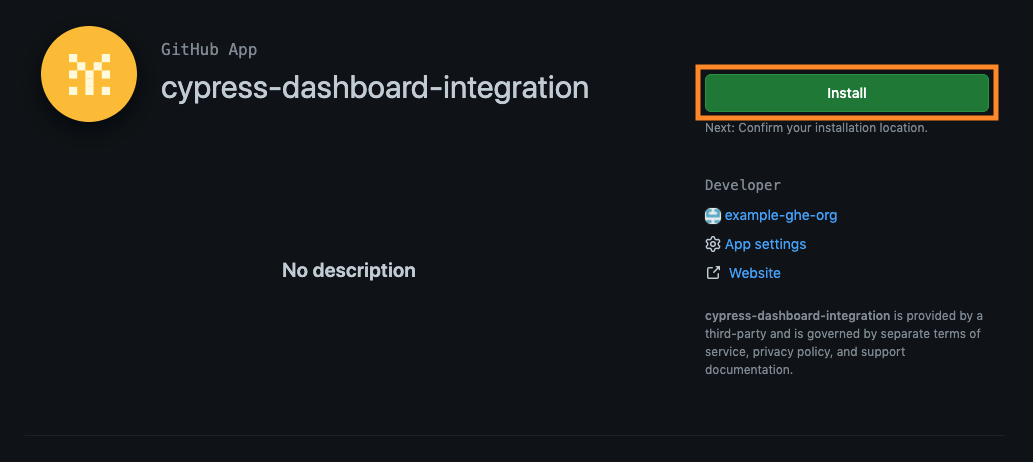 GitHub App
cypress-dashboard-integration
Install
Next: Confirm your installation location.
Developer
example-ghe-org
App settings
Website
No description
cypress-dashboard-integration is provided by a
third-party and is governed by separate terms of
service, privacy policy, and support
documentation.